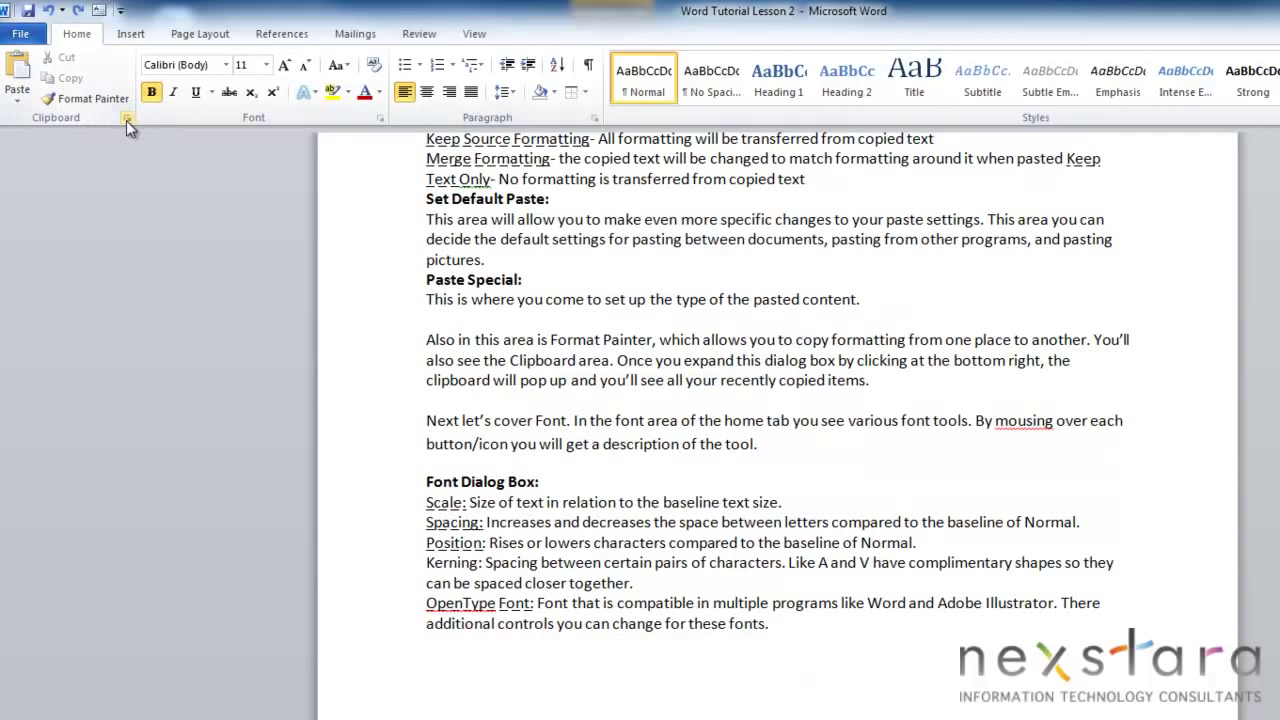 Word Tutorial Lesson 2 - Microsoft Word
File Home Insert Page Layout References Mailings Review View
Cut
Copy
Paste
Format Painter
Clipboard
Calibri (Body) 11
Font
Paragraph
AaBbCcDc AaBbCcDc AaBbC AaBbCc AaB AaBbCcI AaBbCcDc AaBbCcDc AaBbCcDc AaBbCcDc
¶ Normal ¶ No Spaci... Heading 1 Heading 2 Title Subtitle Subtle Em... Emphasis Intense E... Strong
Styles
Keep Source Formatting- All formatting will be transferred from copied text
Merge Formatting- the copied text will be changed to match formatting around it when pasted Keep
Text Only- No formatting is transferred from copied text
Set Default Paste:
This area will allow you to make even more specific changes to your paste settings. This area you can
decide the default settings for pasting between documents, pasting from other programs, and pasting
pictures.
Paste Special:
This is where you come to set up the type of the pasted content.
Also in this area is Format Painter, which allows you to copy formatting from one place to another. You’ll
also see the Clipboard area. Once you expand this dialog box by clicking at the bottom right, the
clipboard will pop up and you’ll see all your recently copied items.
Next let’s cover Font. In the font area of the home tab you see various font tools. By mousing over each
button/icon you will get a description of the tool.
Font Dialog Box:
Scale: Size of text in relation to the baseline text size.
Spacing: Increases and decreases the space between letters compared to the baseline of Normal.
Position: Rises or lowers characters compared to the baseline of Normal.
Kerning: Spacing between certain pairs of characters. Like A and V have complimentary shapes so they
can be spaced closer together.
OpenType Font: Font that is compatible in multiple programs like Word and Adobe Illustrator. There
additional controls you can change for these fonts.
nexstara
INFORMATION TECHNOLOGY CONSULTANTS